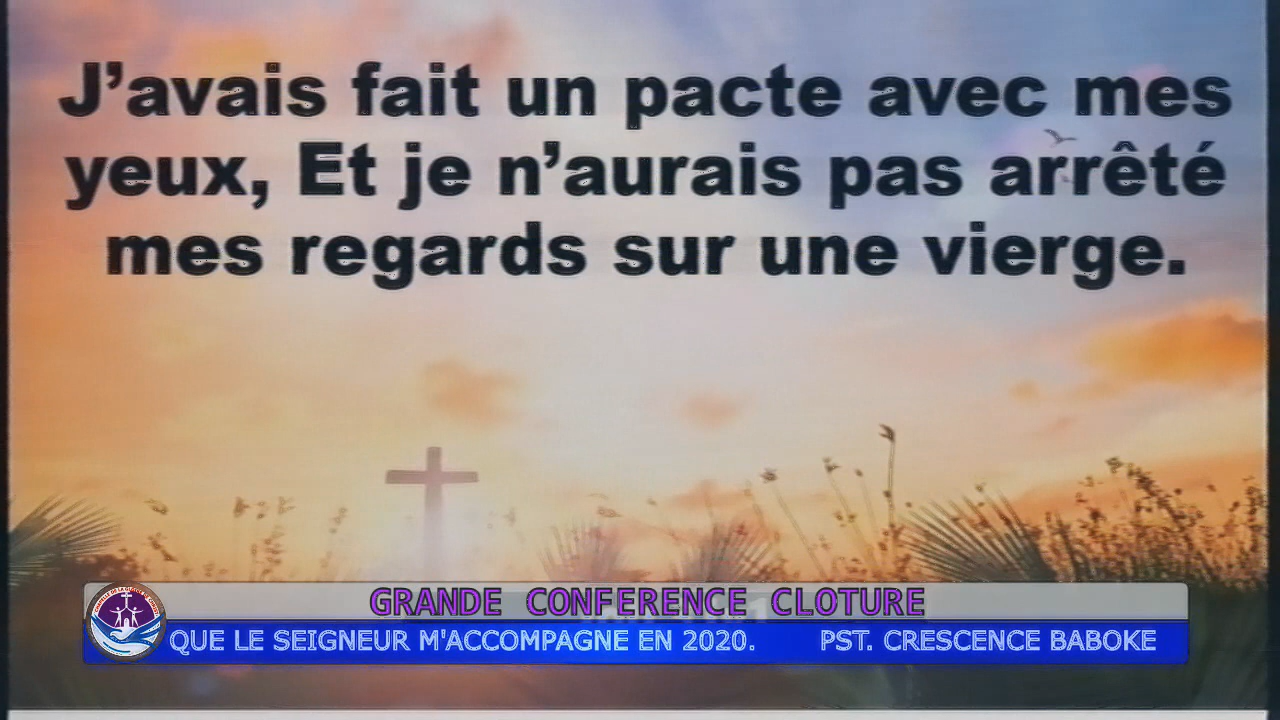 J’avais fait un pacte avec mes
yeux, Et je n’aurais pas arrêté
mes regards sur une vierge.
GRANDE CONFERENCE CLOTURE
QUE LE SEIGNEUR M'ACCOMPAGNE EN 2020. PST. CRESCENCE BABOKE